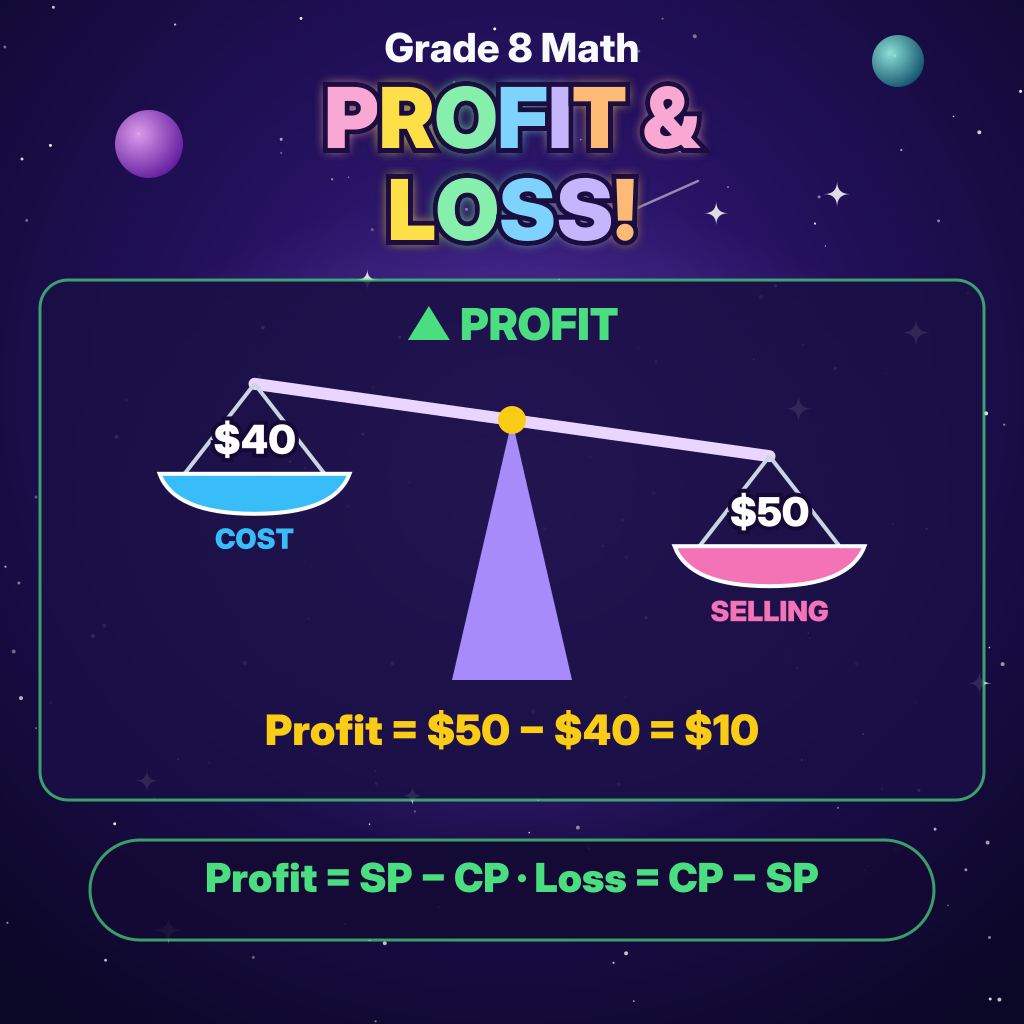 Grade 8 Math
PROFIT &
LOSS!
▲ PROFIT
$40
COST
$50
SELLING
Profit = $50 − $40 = $10
Profit = SP − CP · Loss = CP − SP